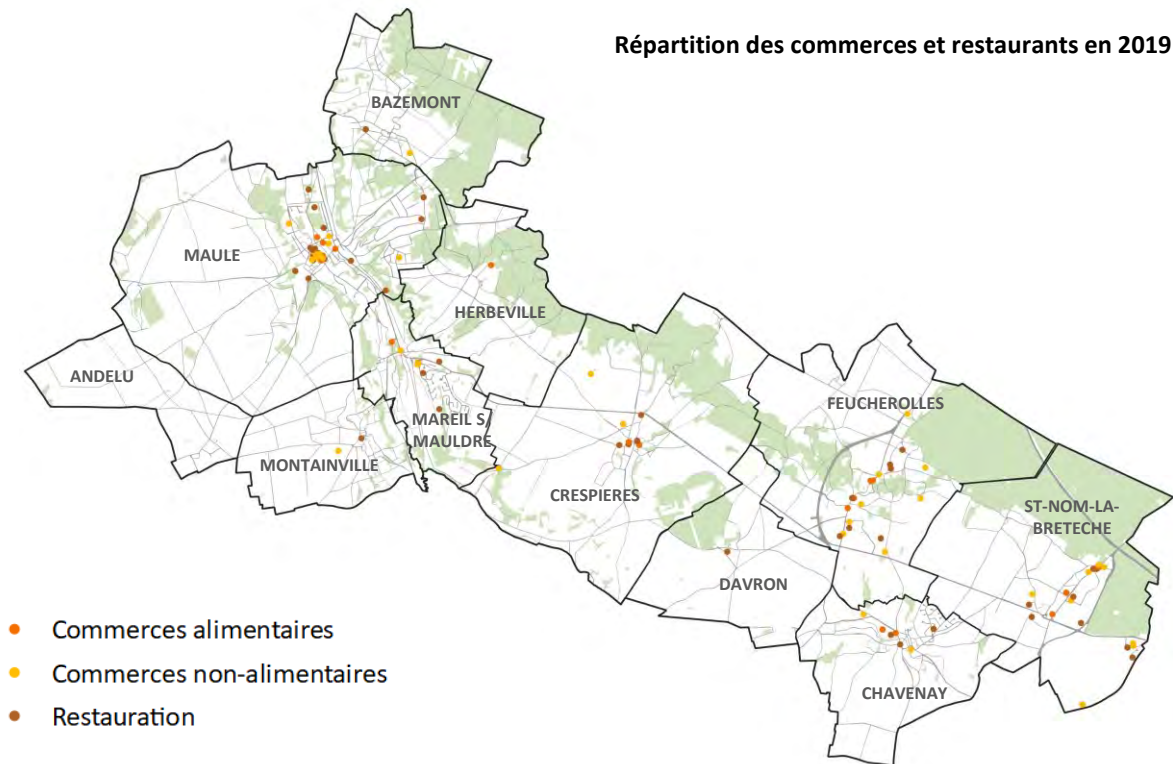 Répartition des commerces et restaurants en 2019
BAZEMONT
MAULE
HERBEVILLE
ANDELU
FEUCHEROLLES
MAREIL S/
MAULDRE
MONTAINVILLE
CRESPIERES
ST-NOM-LA-
BRETECHE
DAVRON
CHAVENAY
Commerces alimentaires
Commerces non-alimentaires
Restauration